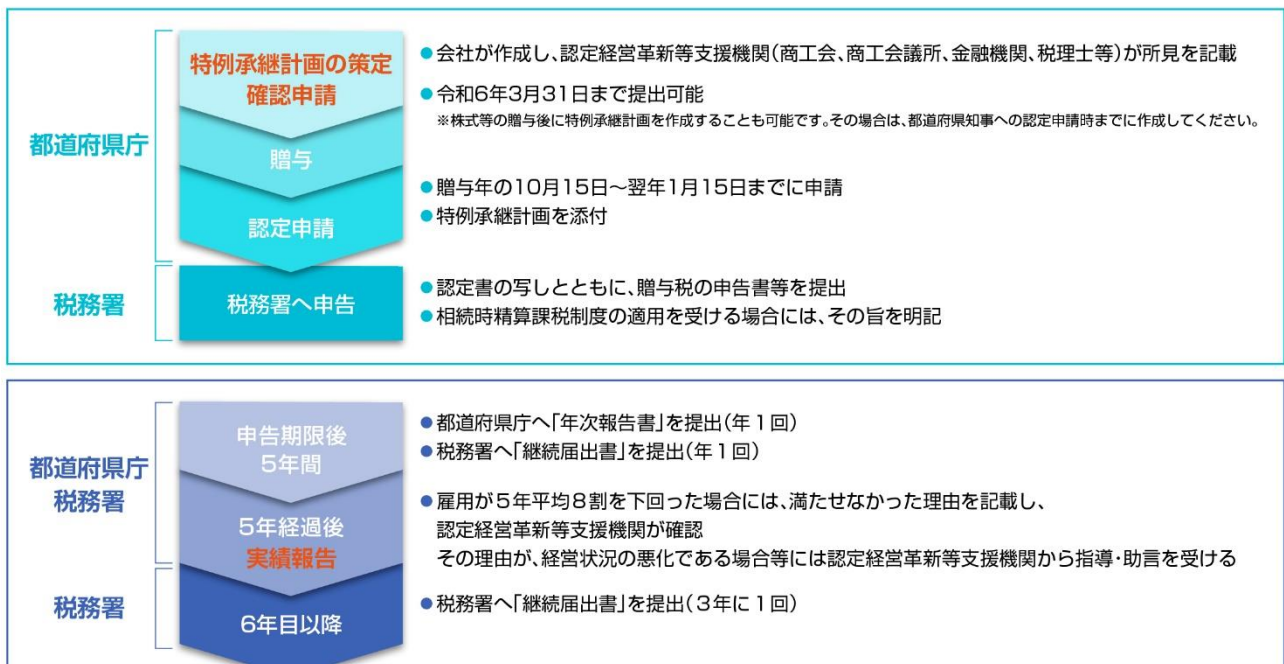 都道府県庁
特例承継計画の策定
確認申請
●会社が作成し、認定経営革新等支援機関(商工会、商工会議所、金融機関、税理士等)が所見を記載
●令和6年3月31日まで提出可能
※株式等の贈与後に特例承継計画を作成することも可能です。その場合は、都道府県知事への認定申請時までに作成してください。
贈与
認定申請
●贈与年の10月15日～翌年1月15日までに申請
●特例承継計画を添付
税務署
税務署へ申告
●認定書の写しとともに、贈与税の申告書等を提出
●相続時精算課税制度の適用を受ける場合には、その旨を明記
都道府県庁
税務署
申告期限後
5年間
●都道府県庁へ「年次報告書」を提出(年1回)
●税務署へ「継続届出書」を提出(年1回)
5年経過後
実績報告
●雇用が5年平均8割を下回った場合には、満たせなかった理由を記載し、
認定経営革新等支援機関が確認
その理由が、経営状況の悪化である場合等には認定経営革新等支援機関から指導・助言を受ける
税務署
6年目以降
●税務署へ「継続届出書」を提出(3年に1回)